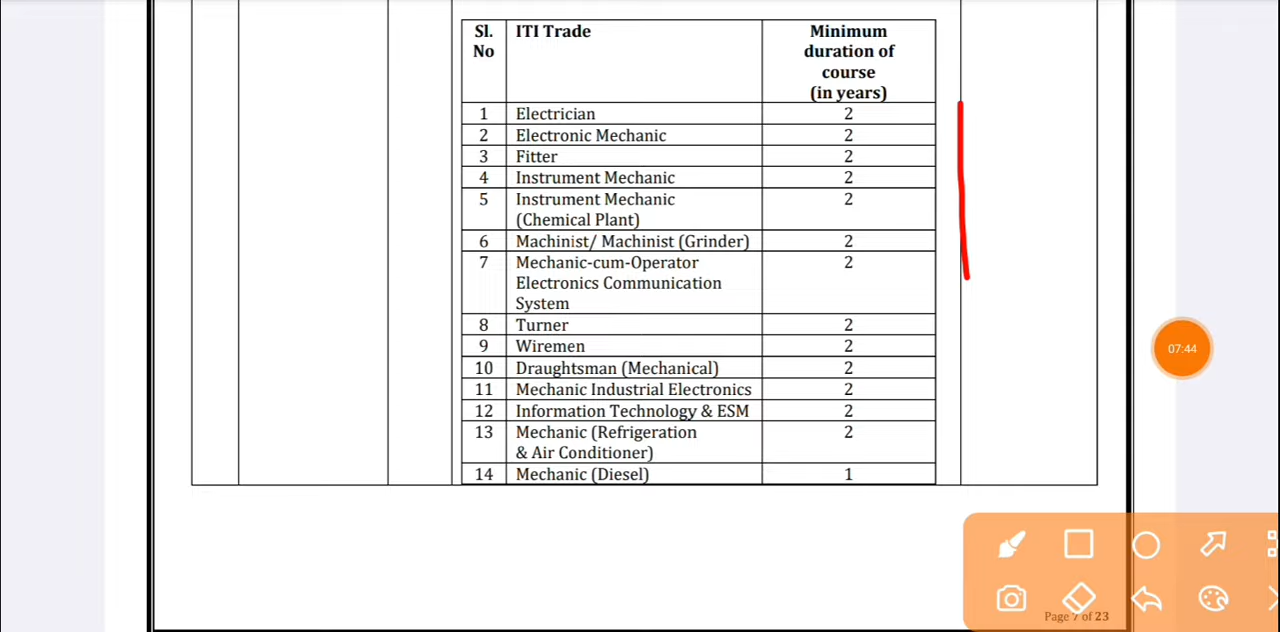 Sl. No ITI Trade Minimum duration of course (in years)
1 Electrician 2
2 Electronic Mechanic 2
3 Fitter 2
4 Instrument Mechanic 2
5 Instrument Mechanic 2
(Chemical Plant)
6 Machinist/ Machinist (Grinder) 2
7 Mechanic-cum-Operator 2
Electronics Communication
System
8 Turner 2
9 Wiremen 2
10 Draughtsman (Mechanical) 2
11 Mechanic Industrial Electronics 2
12 Information Technology & ESM 2
13 Mechanic (Refrigeration 2
& Air Conditioner)
14 Mechanic (Diesel) 1
07:44
Page 7 of 23